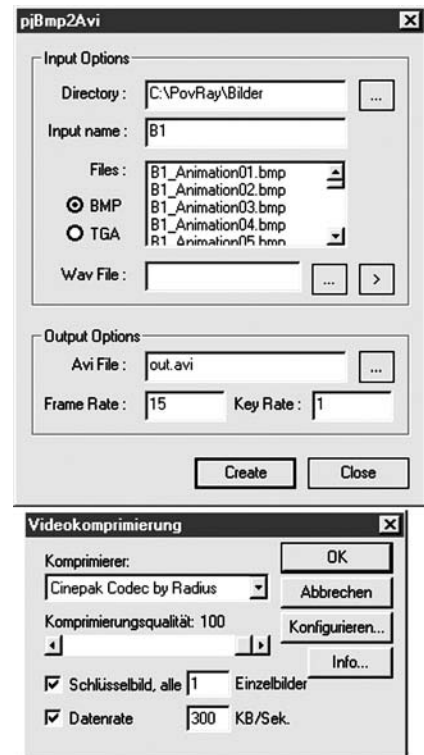 pjBmp2Avi
Input Options
Directory : C:\PovRay\Bilder ...
Input name : B1
Files : B1_Animation01.bmp
B1_Animation02.bmp
BMP B1_Animation03.bmp
B1_Animation04.bmp
TGA B1_Animation05.bmp
Wav File : ... >
Output Options
Avi File : out.avi ...
Frame Rate : 15 Key Rate : 1
Create Close
Videokomprimierung
Komprimierer: OK
Cinepak Codec by Radius Abbrechen
Komprimierungsqualität: 100 Konfigurieren...
Info...
Schlüsselbild, alle 1 Einzelbilder
Datenrate 300 KB/Sek.